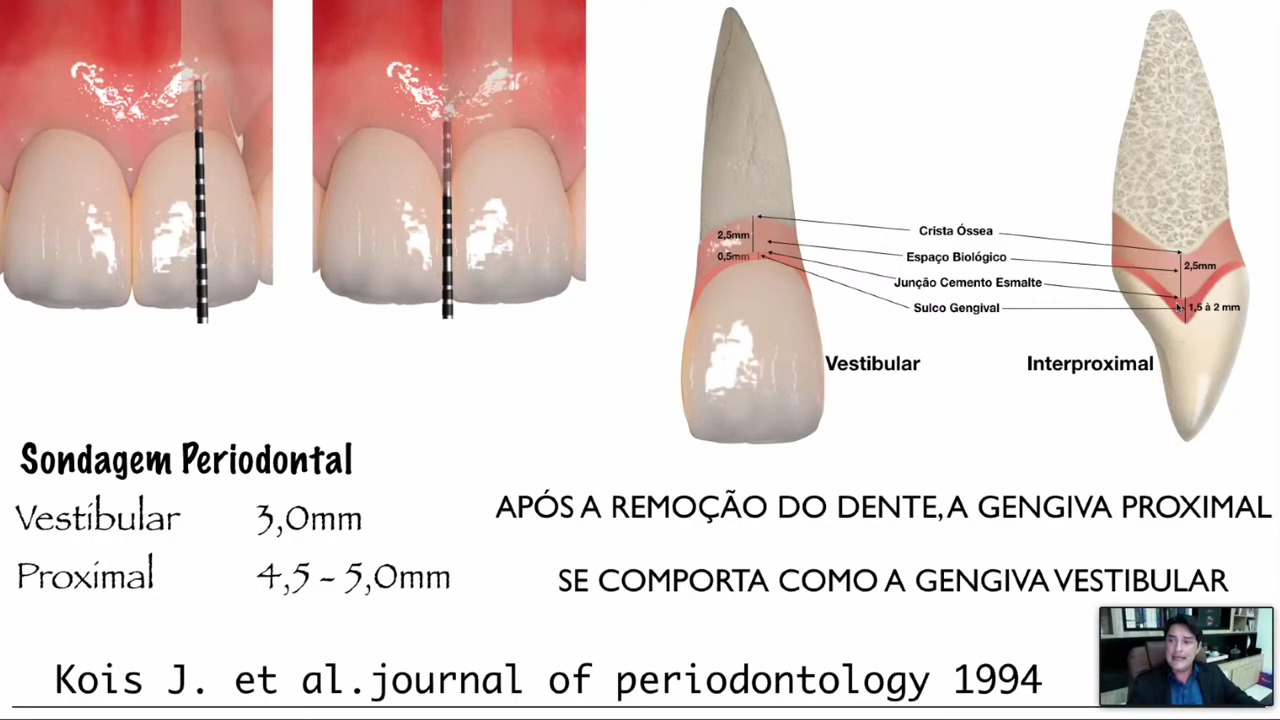 Crista Óssea
2,5mm
Espaço Biológico
2,5mm
0,5mm
Junção Cemento Esmalte
Sulco Gengival
1,5 à 2 mm
Vestibular
Interproximal
Sondagem Periodontal
Vestibular 3,0mm
Proximal 4,5 - 5,0mm
APÓS A REMOÇÃO DO DENTE, A GENGIVA PROXIMAL
SE COMPORTA COMO A GENGIVA VESTIBULAR
Kois J. et al.journal of periodontology 1994